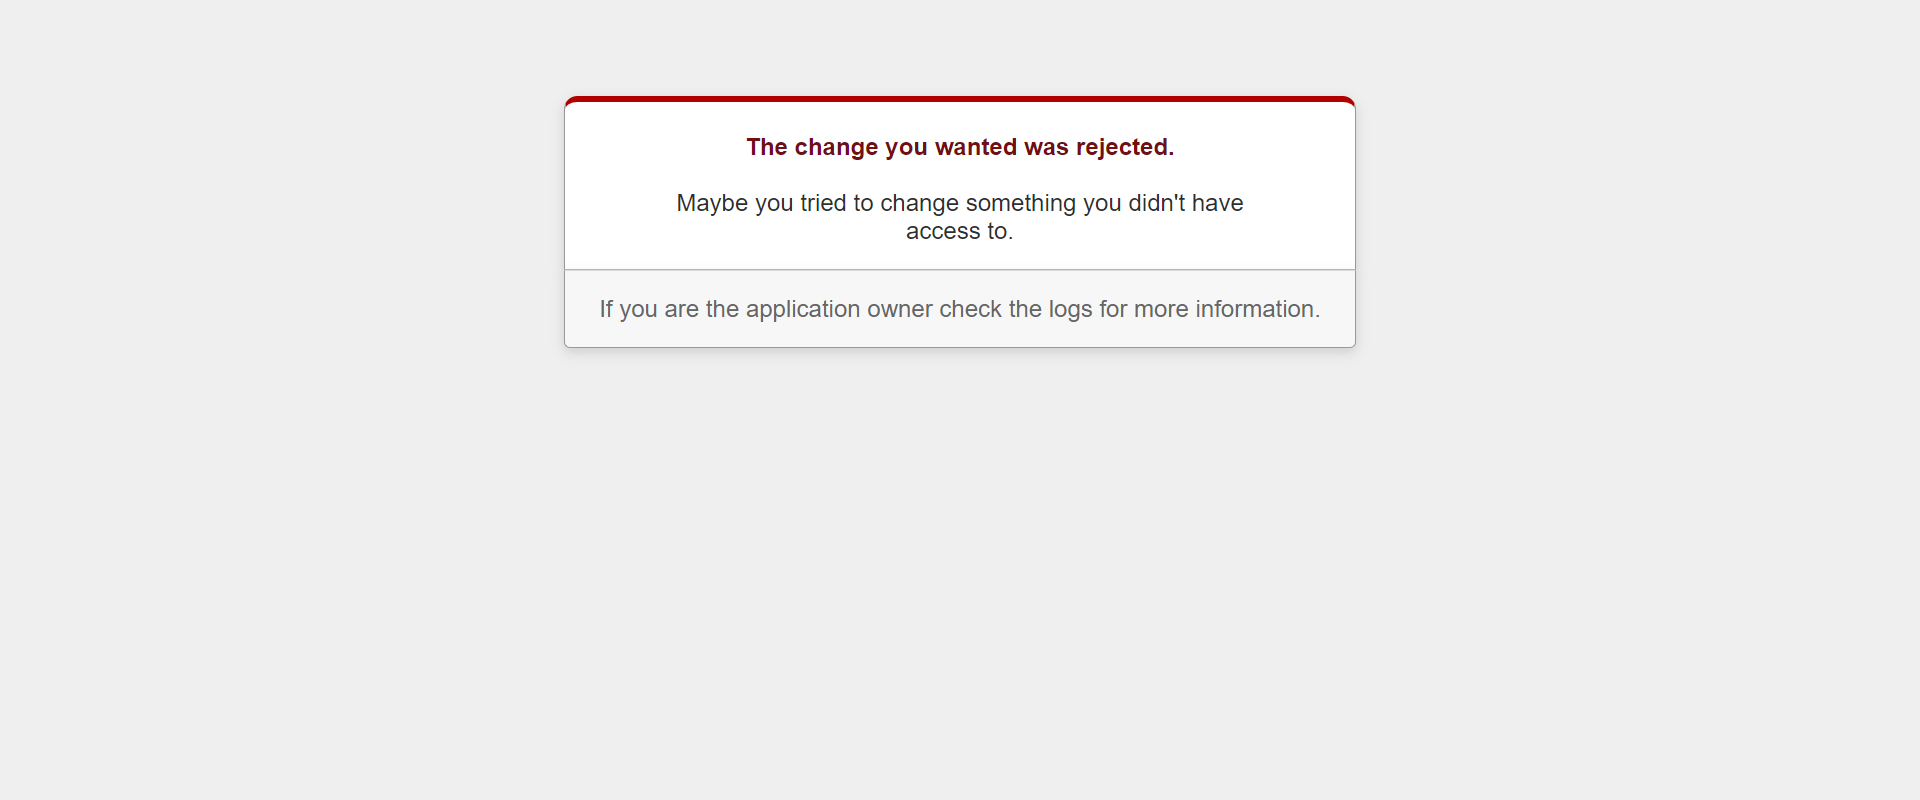 The change you wanted was rejected.
Maybe you tried to change something you didn't have
access to.
If you are the application owner check the logs for more information.